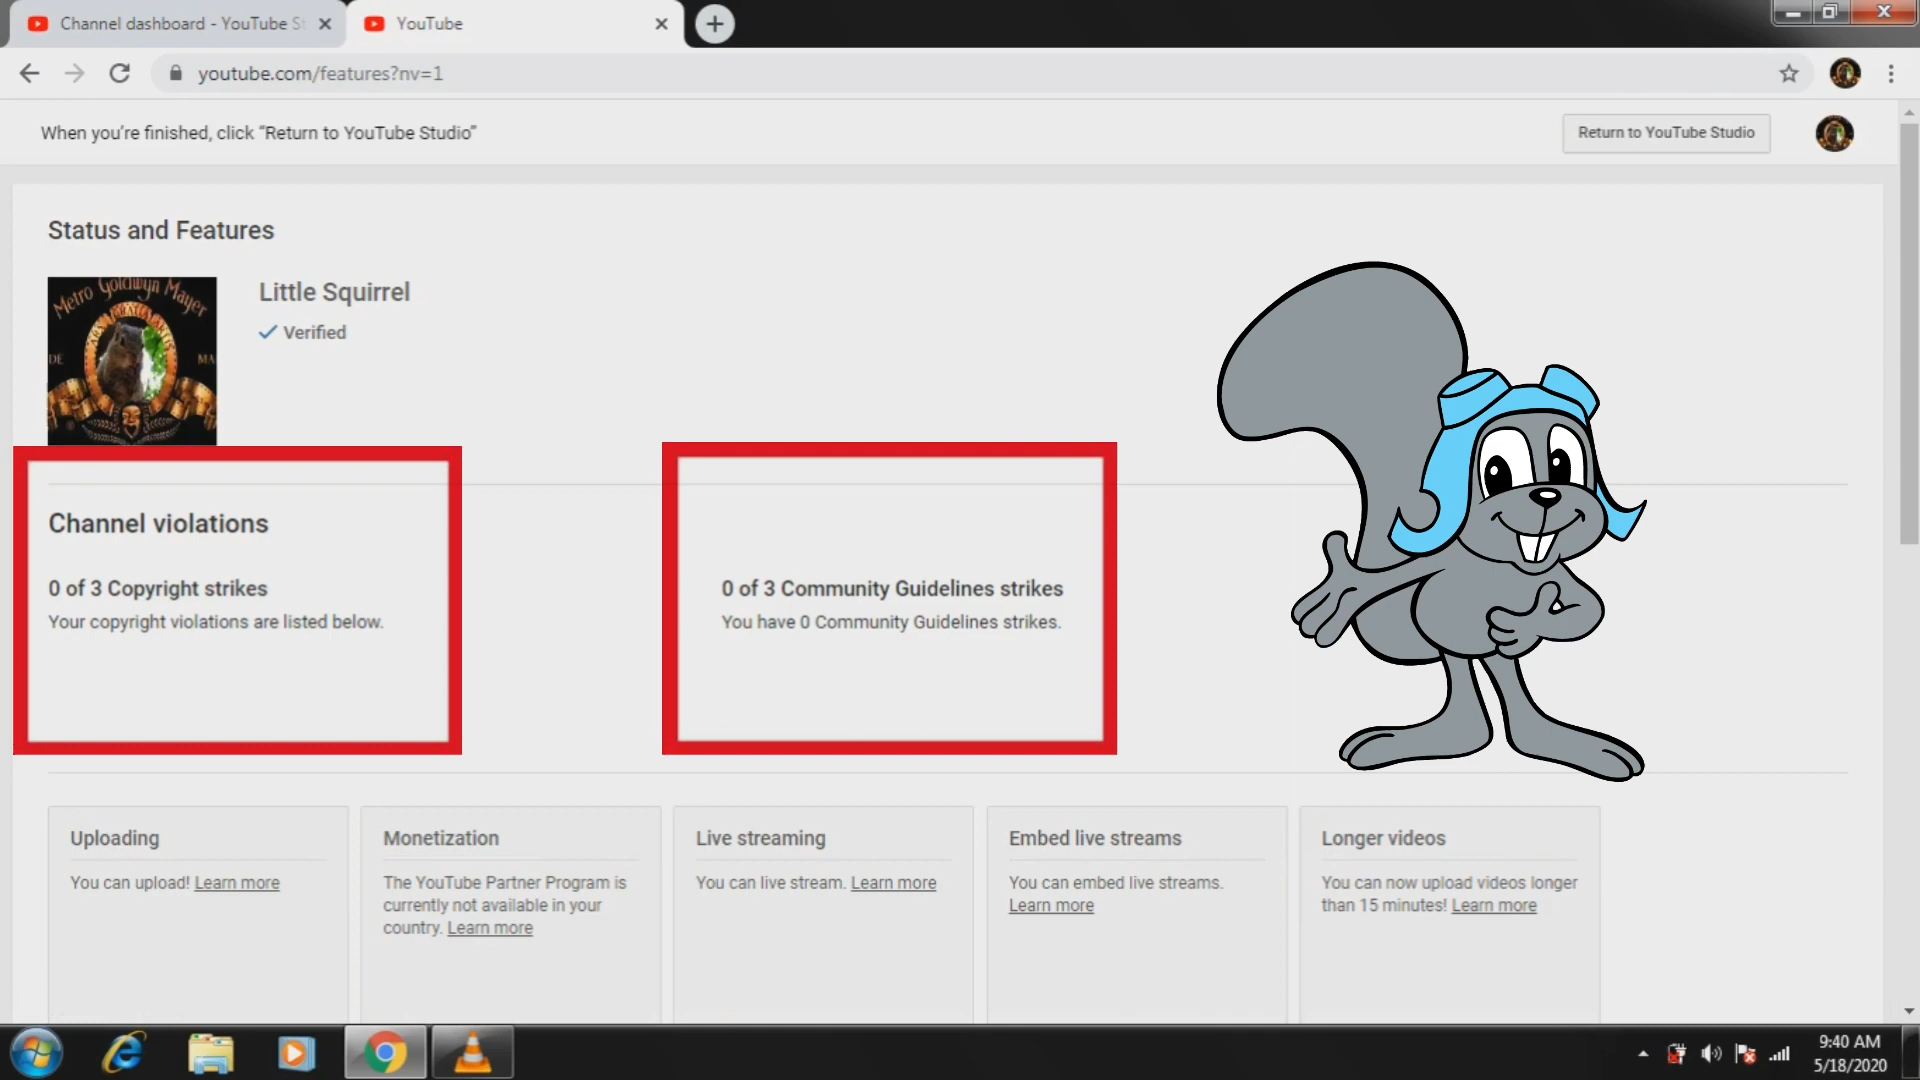 Channel dashboard - YouTube St
YouTube
youtube.com/features?nv=1
When you’re finished, click “Return to YouTube Studio”
Return to YouTube Studio
Status and Features
Metro Goldwyn Mayer
DE
MA
Little Squirrel
Verified
Channel violations
0 of 3 Copyright strikes
Your copyright violations are listed below.
0 of 3 Community Guidelines strikes
You have 0 Community Guidelines strikes.
Uploading
You can upload! Learn more
Monetization
The YouTube Partner Program is
currently not available in your
country. Learn more
Live streaming
You can live stream. Learn more
Embed live streams
You can embed live streams.
Learn more
Longer videos
You can now upload videos longer
than 15 minutes! Learn more
9:40 AM
5/18/2020